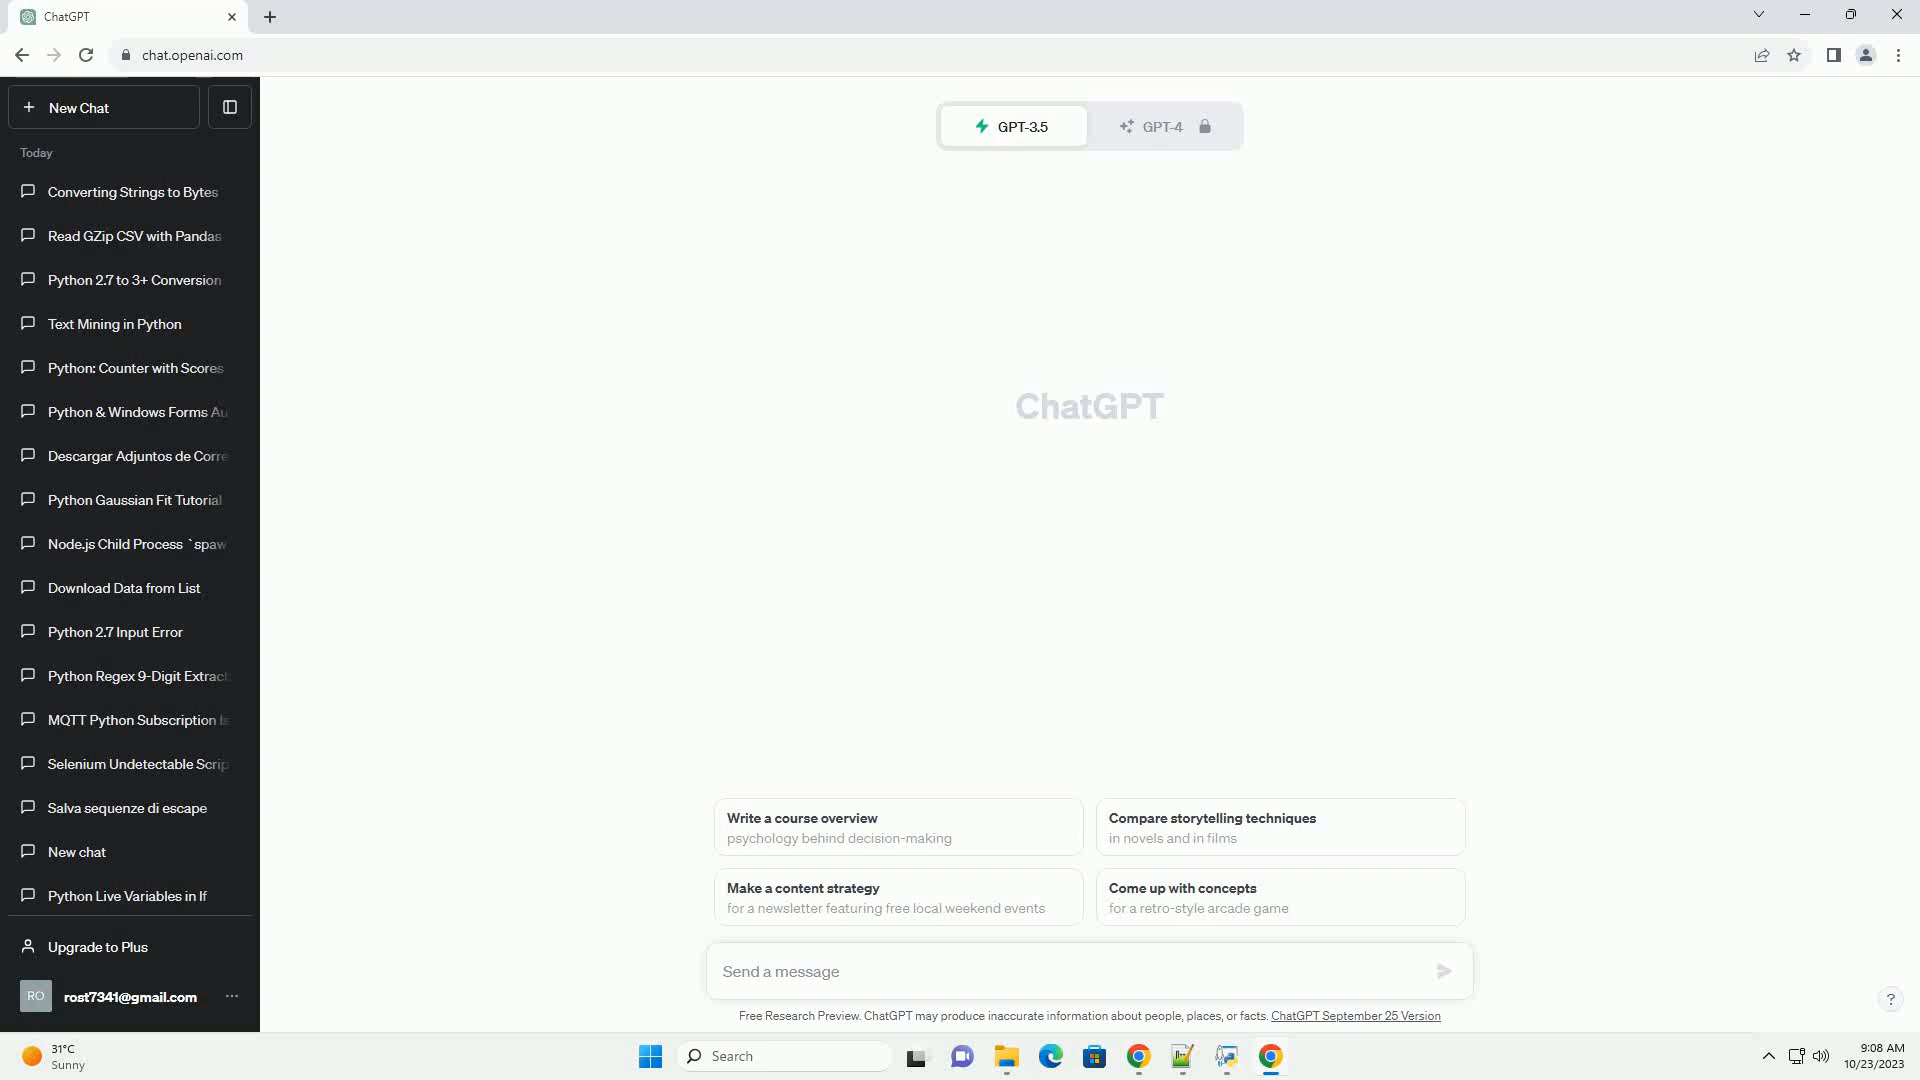 ChatGPT
chat.openai.com
New Chat
Today
Converting Strings to Bytes
Read GZip CSV with Pandas
Python 2.7 to 3+ Conversion
Text Mining in Python
Python: Counter with Scores
Python & Windows Forms Au
Descargar Adjuntos de Corre
Python Gaussian Fit Tutorial
Node.js Child Process `spaw
Download Data from List
Python 2.7 Input Error
Python Regex 9-Digit Extract
MQTT Python Subscription Is
Selenium Undetectable Scrip
Salva sequenze di escape
New chat
Python Live Variables in If
Upgrade to Plus
RO rost7341@gmail.com
GPT-3.5 GPT-4
ChatGPT
Write a course overview
psychology behind decision-making
Compare storytelling techniques
in novels and in films
Make a content strategy
for a newsletter featuring free local weekend events
Come up with concepts
for a retro-style arcade game
Send a message
Free Research Preview. ChatGPT may produce inaccurate information about people, places, or facts. ChatGPT September 25 Version
?
31°C
Sunny
Search
9:08 AM
10/23/2023